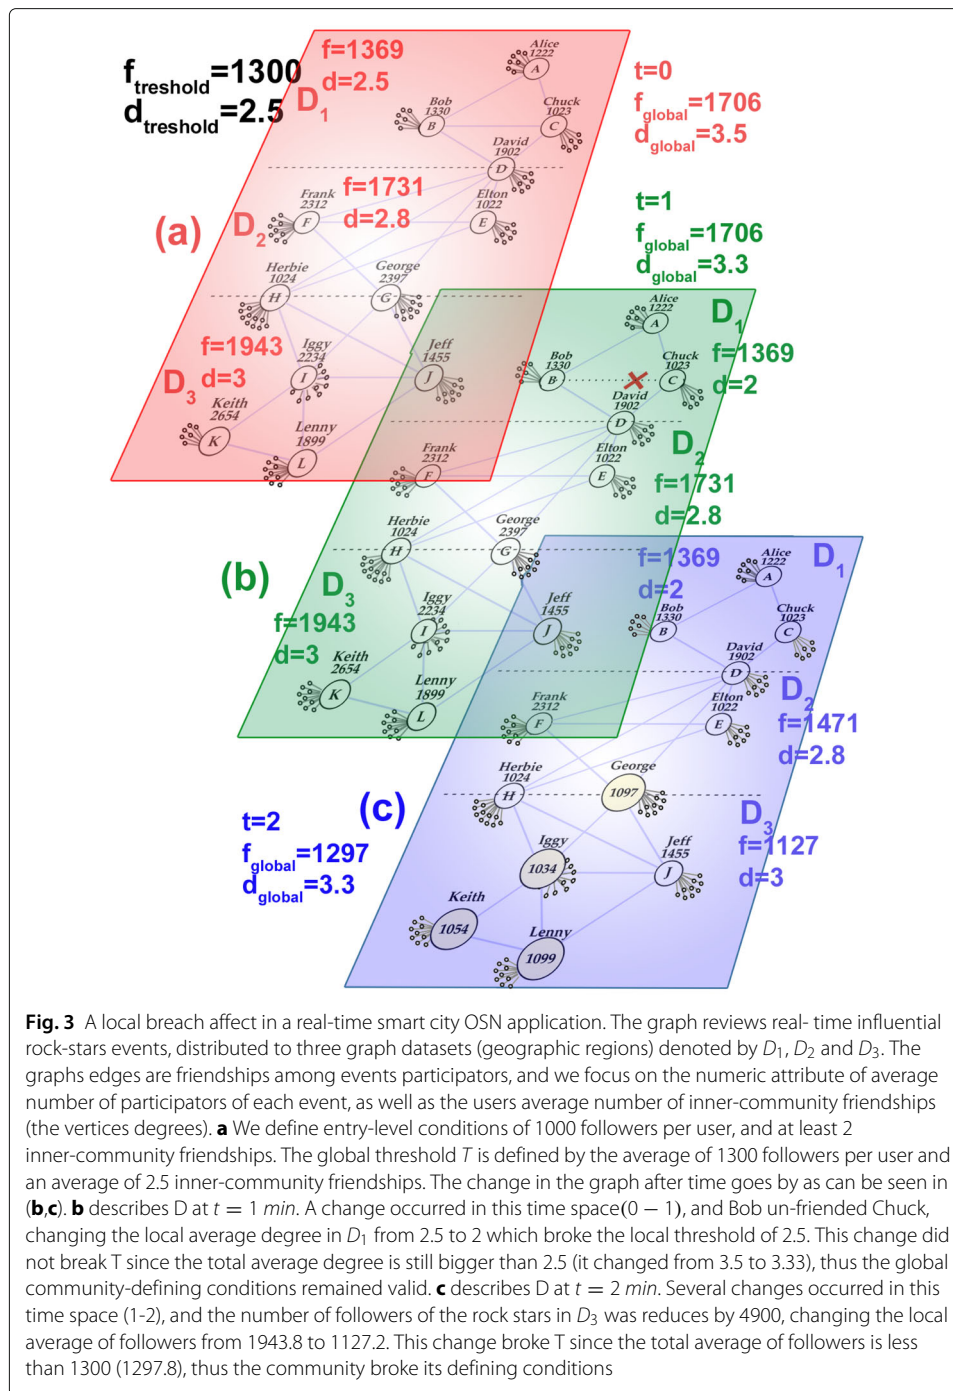 f_treshold=1300
d_treshold=2.5
f=1369
d=2.5
D_1
Alice
1222
A
Bob
1330
B
Chuck
1023
C
t=0
f_global=1706
d_global=3.5
David
1902
D
(a)
D_2
Frank
2312
F
f=1731
d=2.8
Elton
1022
E
Herbie
1024
H
George
2397
G
f=1943
d=3
D_3
Iggy
2234
I
Jeff
1455
J
Keith
2654
K
Lenny
1899
L
t=1
f_global=1706
d_global=3.3
Alice
1222
A
D_1
f=1369
d=2
Bob
1330
B
Chuck
1023
C
David
1902
D
D_2
f=1731
d=2.8
Frank
2312
F
Elton
1022
E
Herbie
1024
H
George
2397
G
(b)
D_3
f=1943
d=3
Iggy
2234
I
Jeff
1455
J
Keith
2654
K
Lenny
1899
L
f=1369
d=2
Alice
1222
A
D_1
Bob
1330
B
Chuck
1023
C
David
1902
D
D_2
f=1471
d=2.8
Frank
2312
F
Elton
1022
E
Herbie
1024
H
George
1097
(c)
t=2
f_global=1297
d_global=3.3
D_3
f=1127
d=3
Iggy
1034
Jeff
1455
J
Keith
1054
Lenny
1099
Fig. 3 A local breach affect in a real-time smart city OSN application. The graph reviews real- time influential
rock-stars events, distributed to three graph datasets (geographic regions) denoted by D1, D2 and D3. The
graphs edges are friendships among events participators, and we focus on the numeric attribute of average
number of participators of each event, as well as the users average number of inner-community friendships
(the vertices degrees). a We define entry-level conditions of 1000 followers per user, and at least 2
inner-community friendships. The global threshold T is defined by the average of 1300 followers per user and
an average of 2.5 inner-community friendships. The change in the graph after time goes by as can be seen in
(b,c). b describes D at t = 1 min. A change occurred in this time space(0 − 1), and Bob un-friended Chuck,
changing the local average degree in D1 from 2.5 to 2 which broke the local threshold of 2.5. This change did
not break T since the total average degree is still bigger than 2.5 (it changed from 3.5 to 3.33), thus the global
community-defining conditions remained valid. c describes D at t = 2 min. Several changes occurred in this
time space (1-2), and the number of followers of the rock stars in D3 was reduces by 4900, changing the local
average of followers from 1943.8 to 1127.2. This change broke T since the total average of followers is less
than 1300 (1297.8), thus the community broke its defining conditions